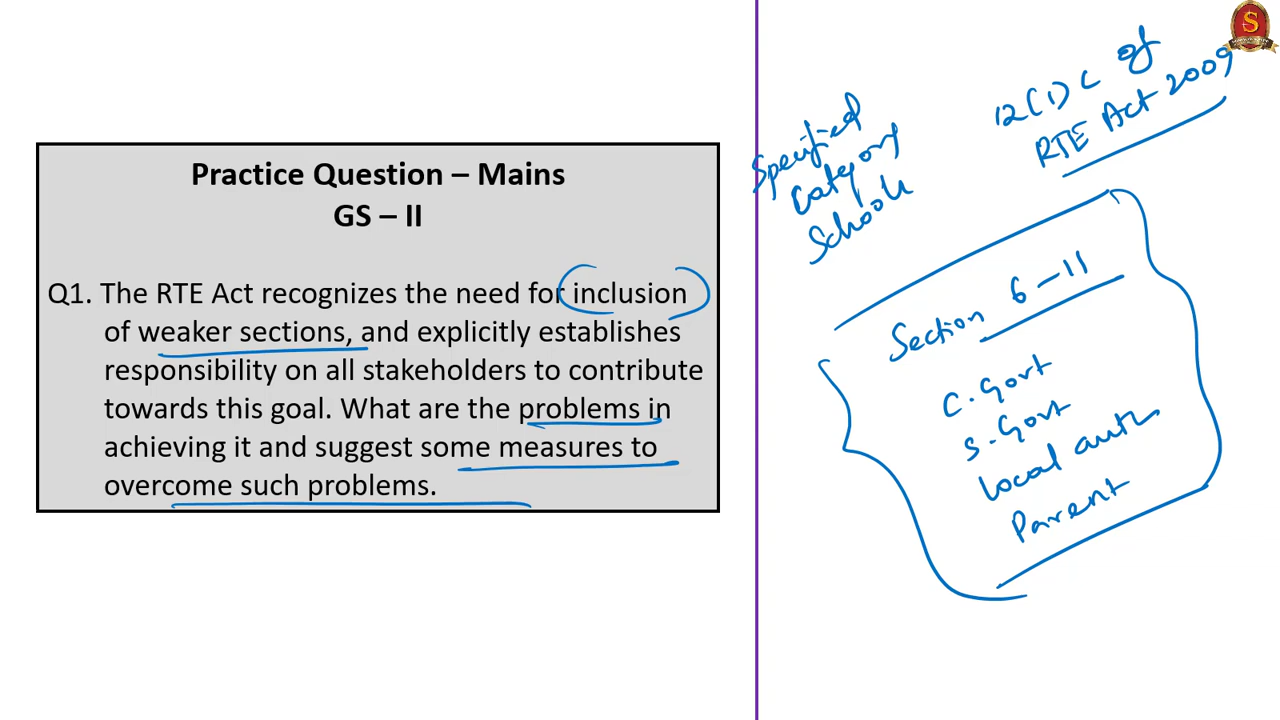 Practice Question – Mains
GS – II
Q1. The RTE Act recognizes the need for inclusion
of weaker sections, and explicitly establishes
responsibility on all stakeholders to contribute
towards this goal. What are the problems in
achieving it and suggest some measures to
overcome such problems.
Specified
Category
Schools
12(1) C of
RTE Act 2009
Section 6-11
C. Govt
S. Govt
Local auth
Parent
S